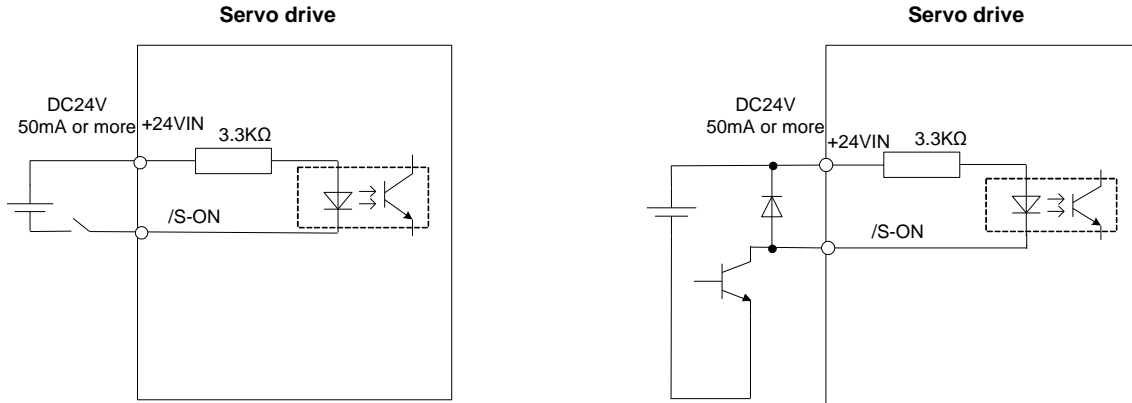 Servo drive
DC24V
50mA or more
+24VIN
3.3KΩ
/S-ON
Servo drive
DC24V
50mA or more
+24VIN
3.3KΩ
/S-ON